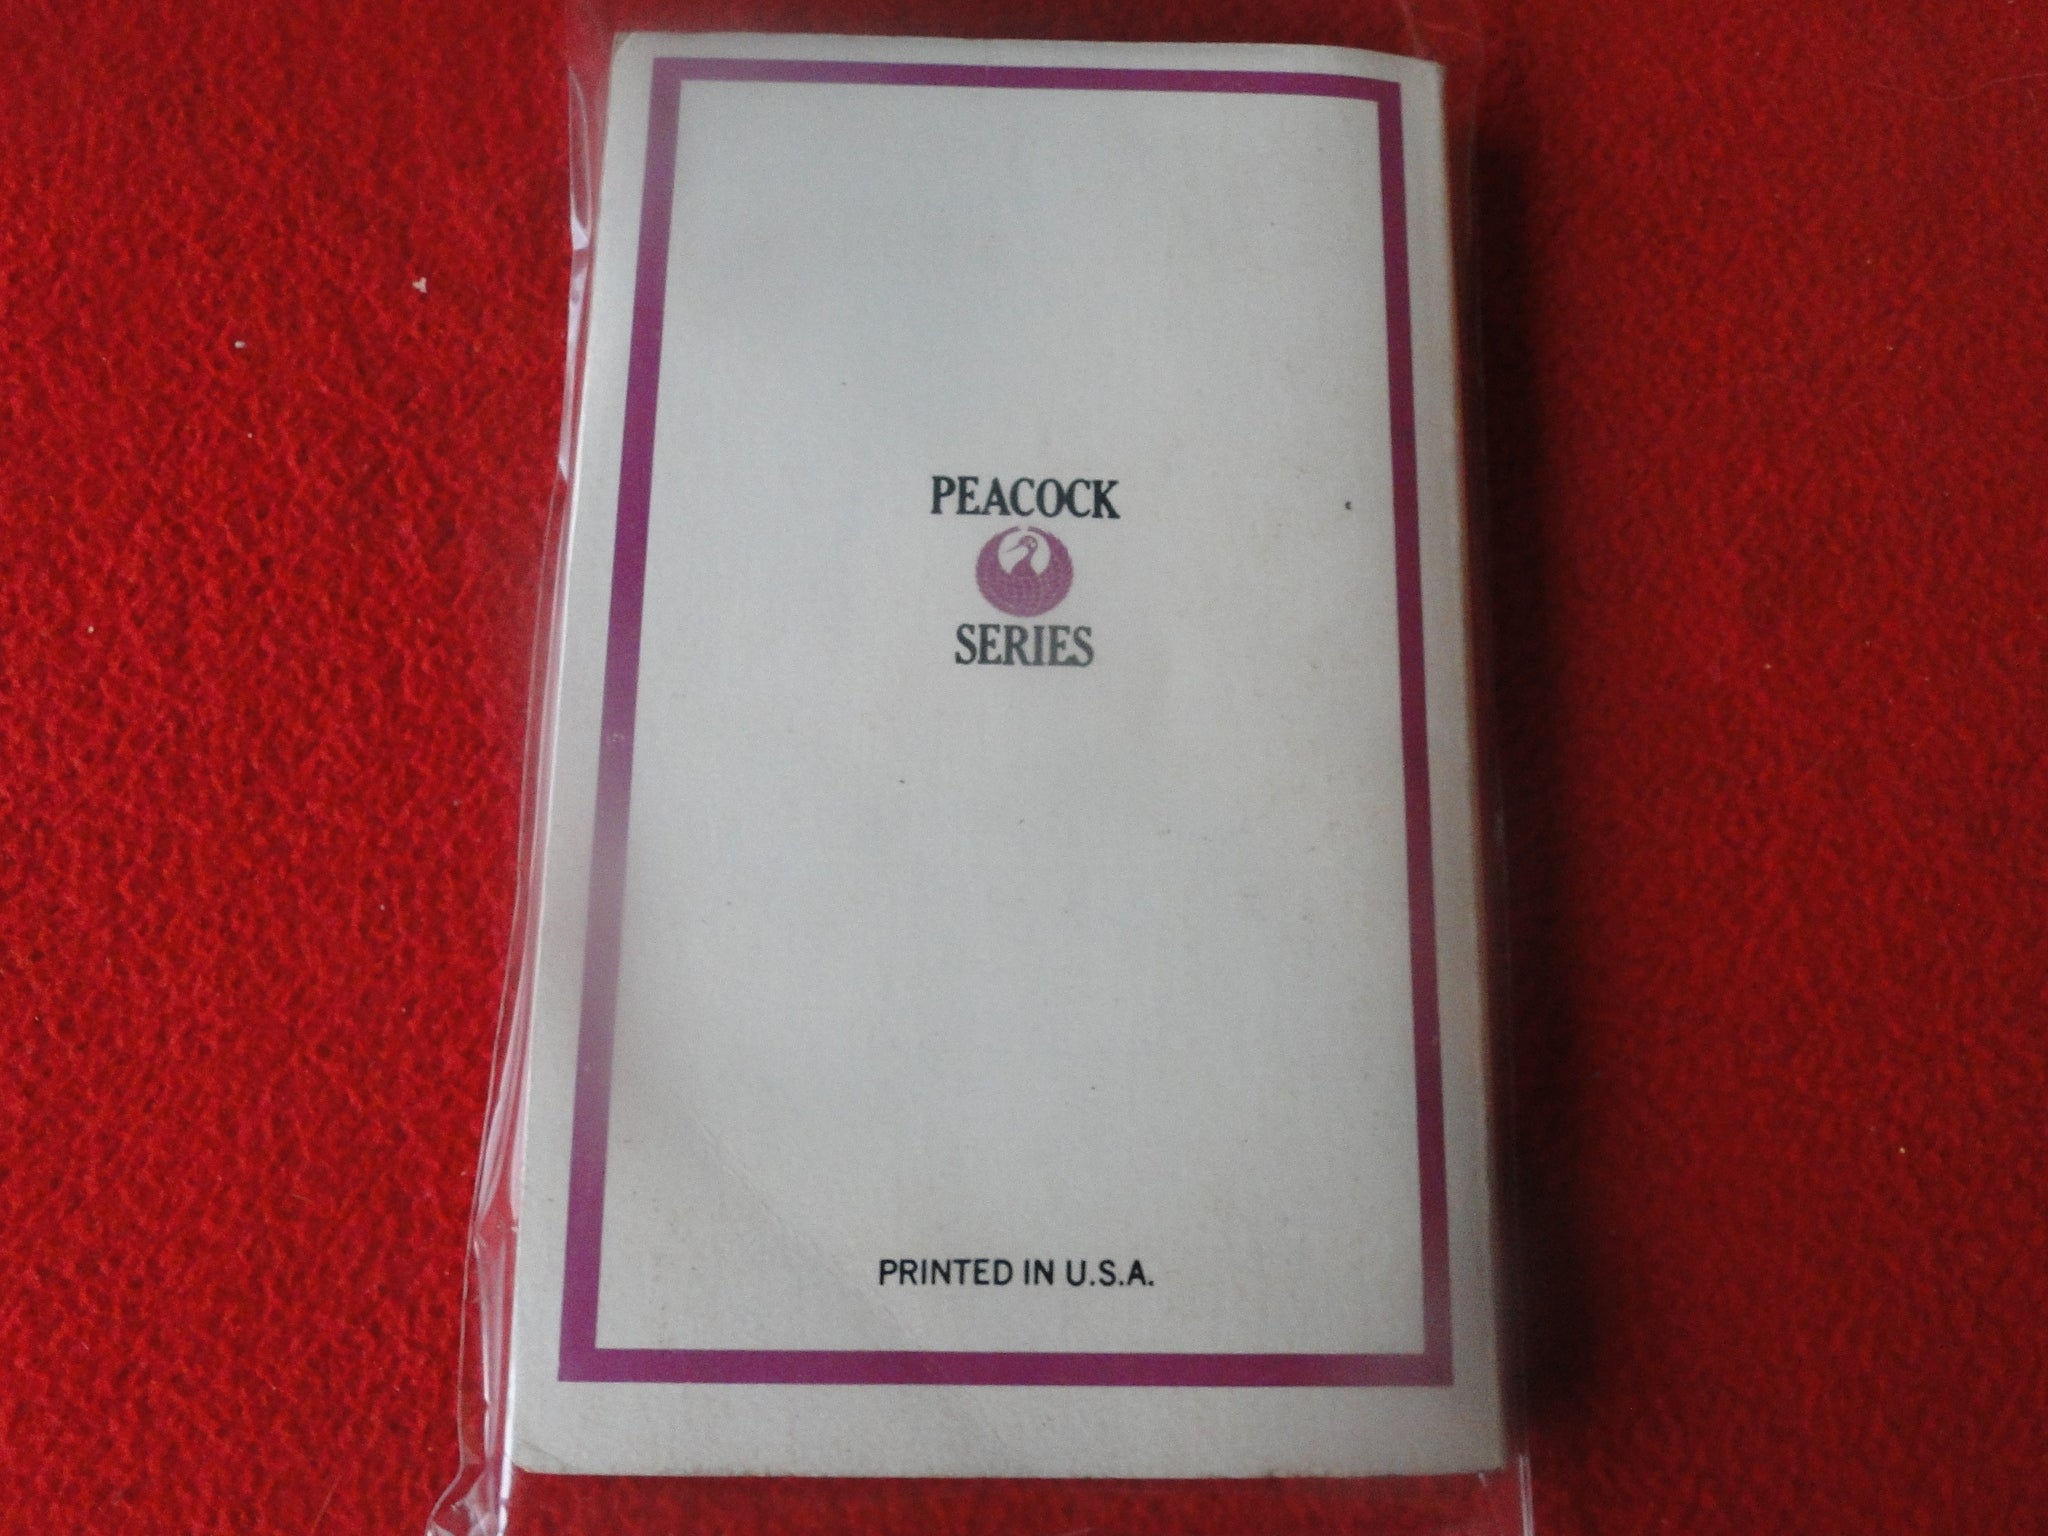 PEACOCK
SERIES
PRINTED IN U.S.A.